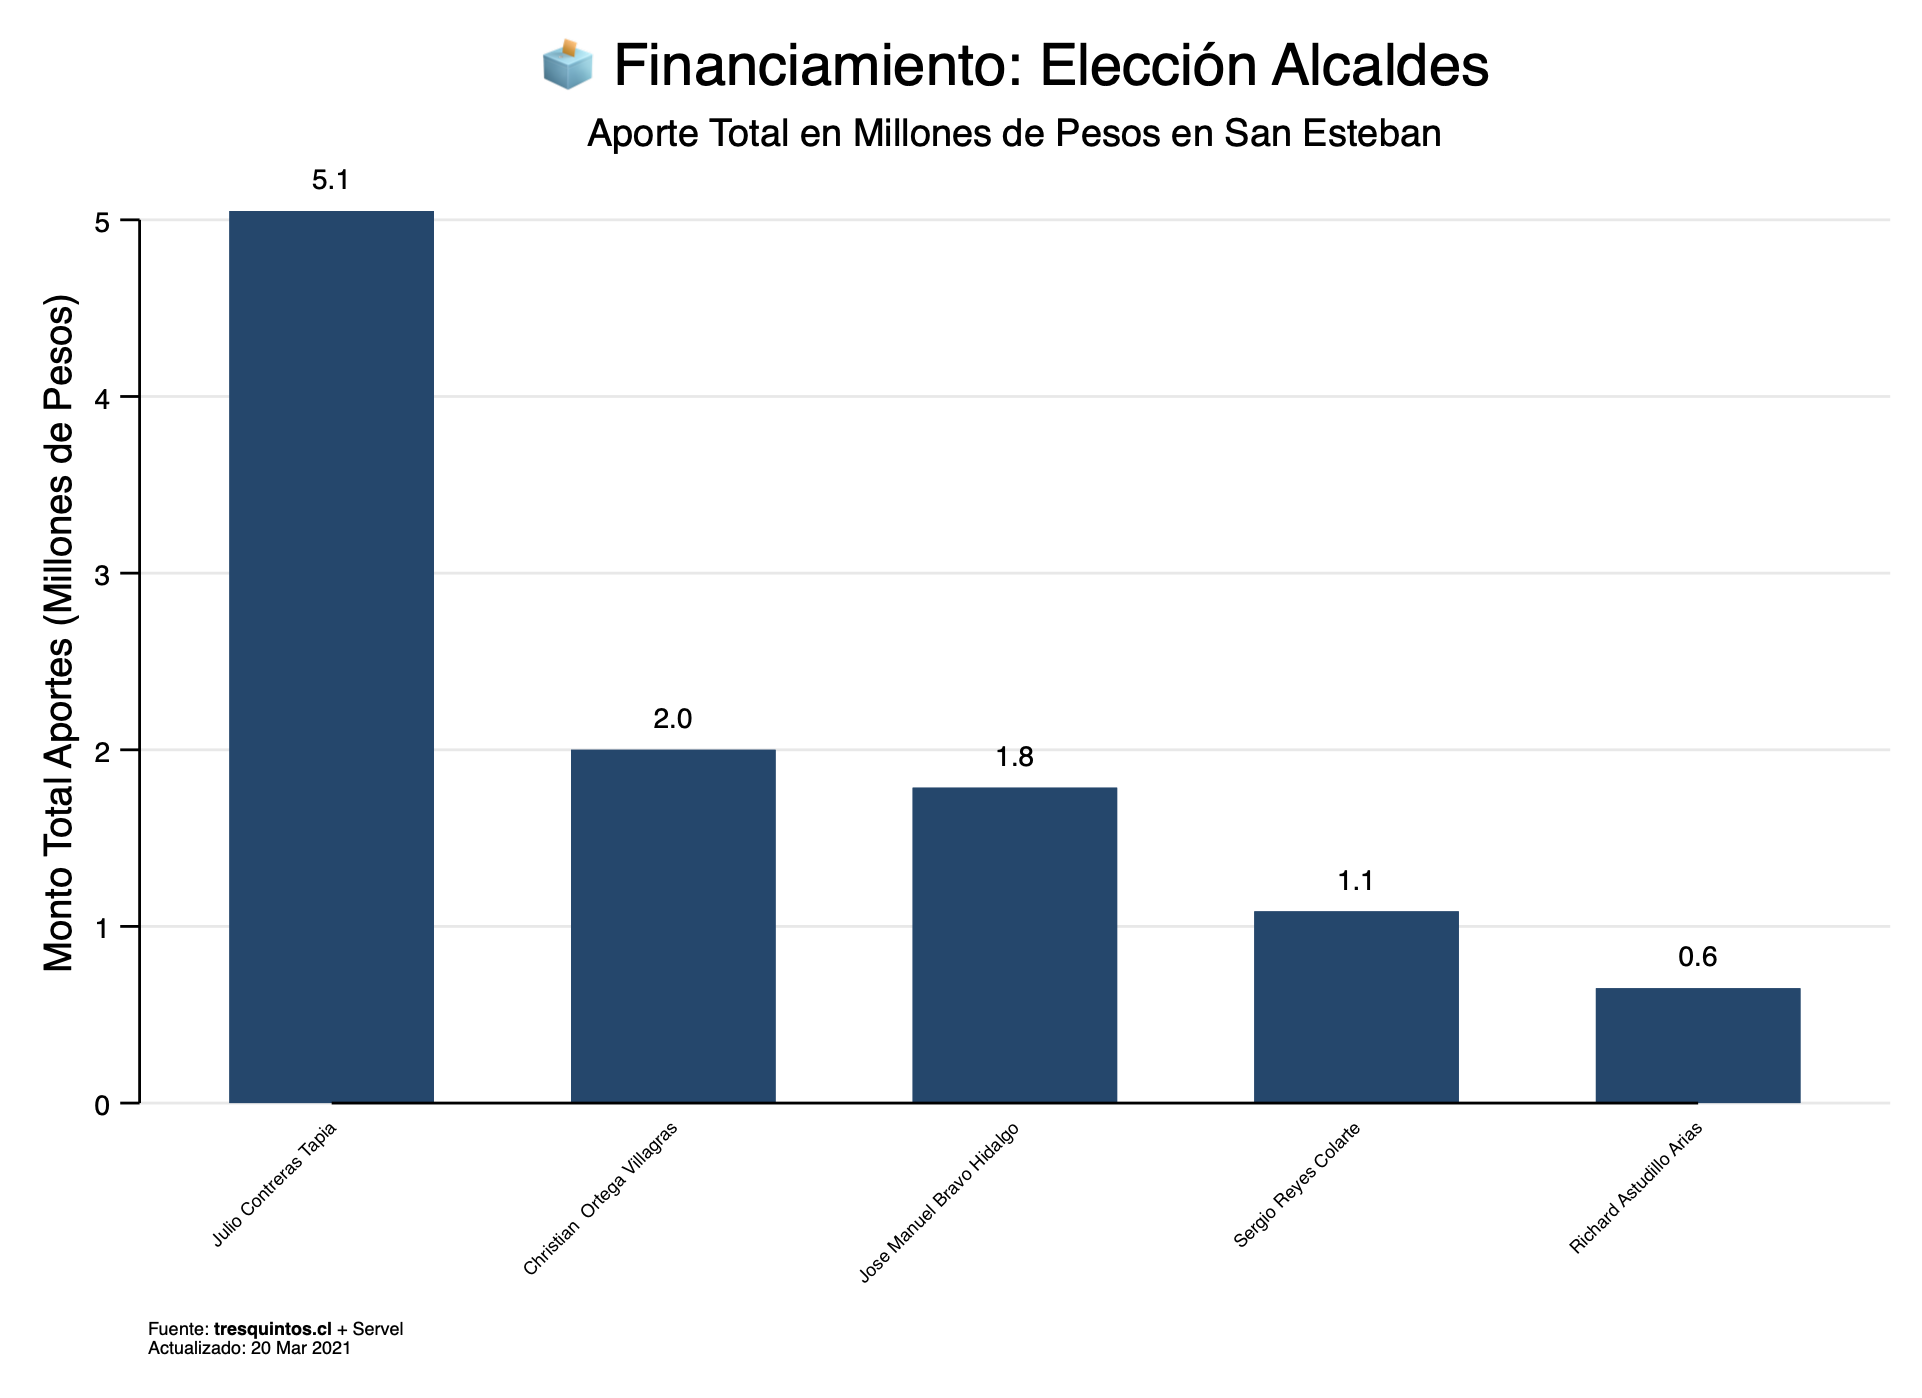 Financiamiento: Elección Alcaldes
Aporte Total en Millones de Pesos en San Esteban
Monto Total Aportes (Millones de Pesos)
5
4
3
2
1
0
5.1
2.0
1.8
1.1
0.6
Julio Contreras Tapia
Christian  Ortega Villagras
Jose Manuel Bravo Hidalgo
Sergio Reyes Colarte
Richard Astudillo Arias
Fuente: tresquintos.cl + Servel
Actualizado: 20 Mar 2021